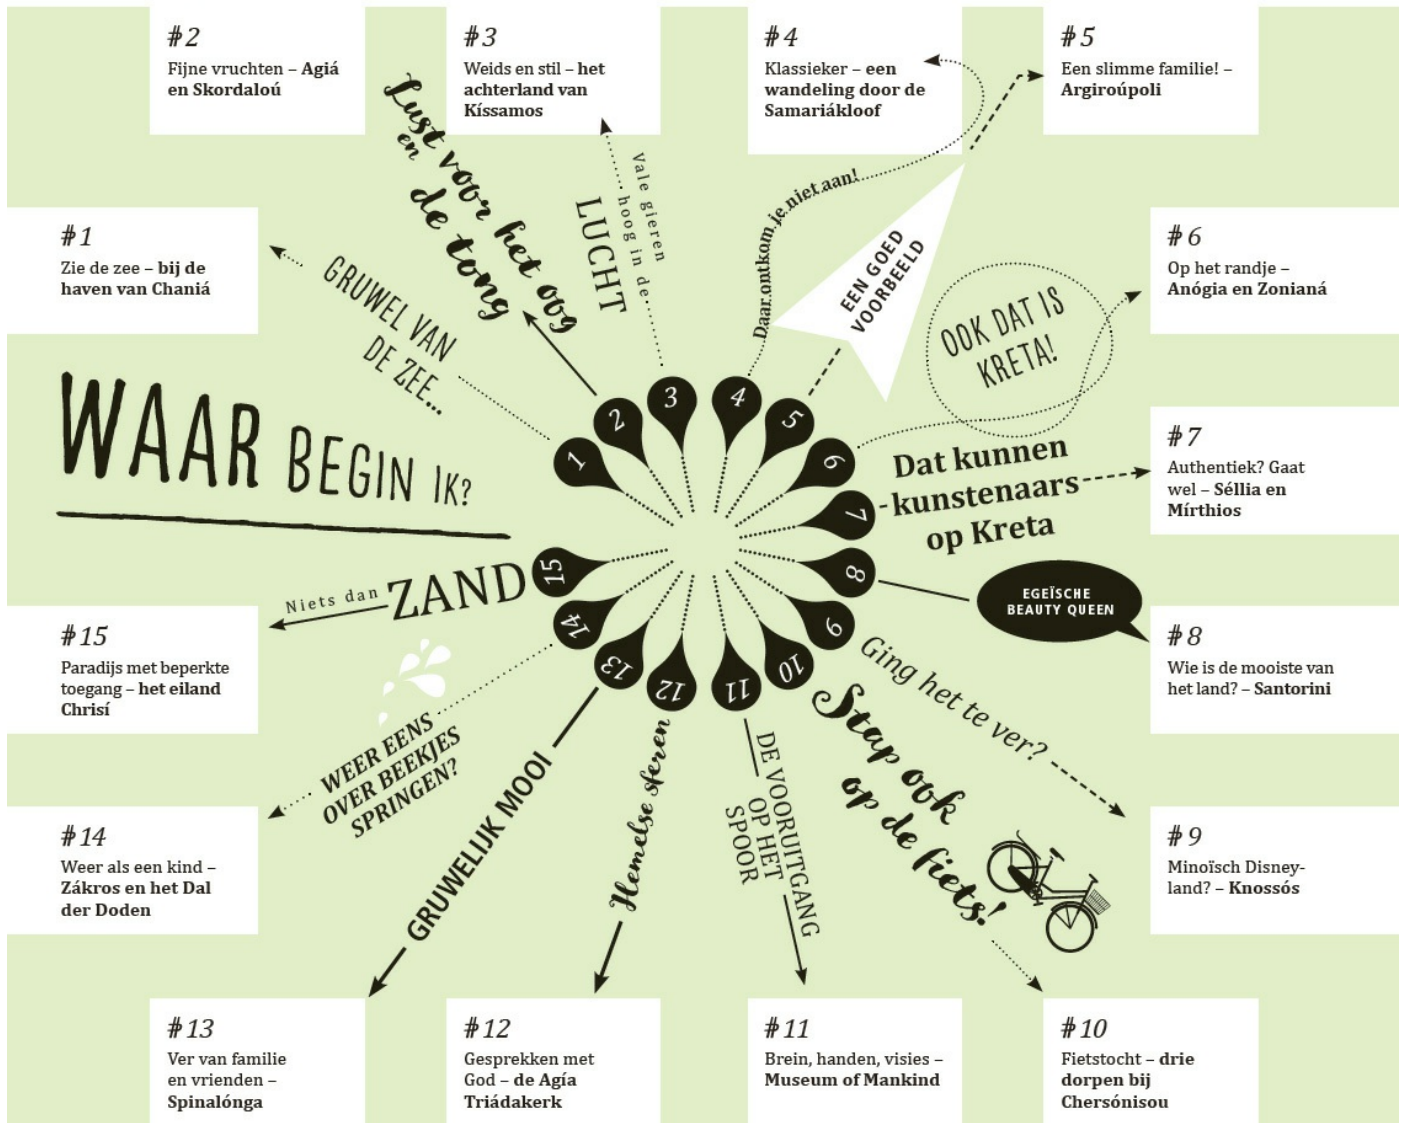 #2
Fijne vruchten – Agiá
en Skordaloú
#3
Weids en stil – het
achterland van
Kíssamos
#4
Klassieker – een
wandeling door de
Samariákloof
#5
Een slimme familie! –
Argiroúpoli
#1
Zie de zee – bij de
haven van Chaniá
#6
Op het randje –
Anógia en Zonianá
Lust voor het oog
en
de tong
Vale gieren
hoog in de
LUCHT
Daar ontkom je niet aan!
EEN GOED
VOORBEELD
GRUWEL VAN
DE ZEE...
OOK DAT IS
KRETA!
WAAR BEGIN IK?
1
2
3
4
5
6
7
8
9
10
11
12
13
14
15
Dat kunnen
kunstenaars
op Kreta
#7
Authentiek? Gaat
wel – Séllia en
Mírthios
EGEÏSCHE
BEAUTY QUEEN
#8
Wie is de mooiste van
het land? – Santorini
Niets dan ZAND
#15
Paradijs met beperkte
toegang – het eiland
Chrisí
Ging het te ver?
#9
Minoïsch Disney-
land? – Knossós
Stap ook
op de fiets!
WEER EENS
OVER BEEKJES
SPRINGEN?
#14
Weer als een kind –
Zákros en het Dal
der Doden
GRUWELIJK MOOI
Hemelse sferen
DE VOORUITGANG
OP HET
SPOOR
#13
Ver van familie
en vrienden –
Spinalónga
#12
Gesprekken met
God – de Agía
Triádakerk
#11
Brein, handen, visies –
Museum of Mankind
#10
Fietstocht – drie
dorpen bij
Chersónisou